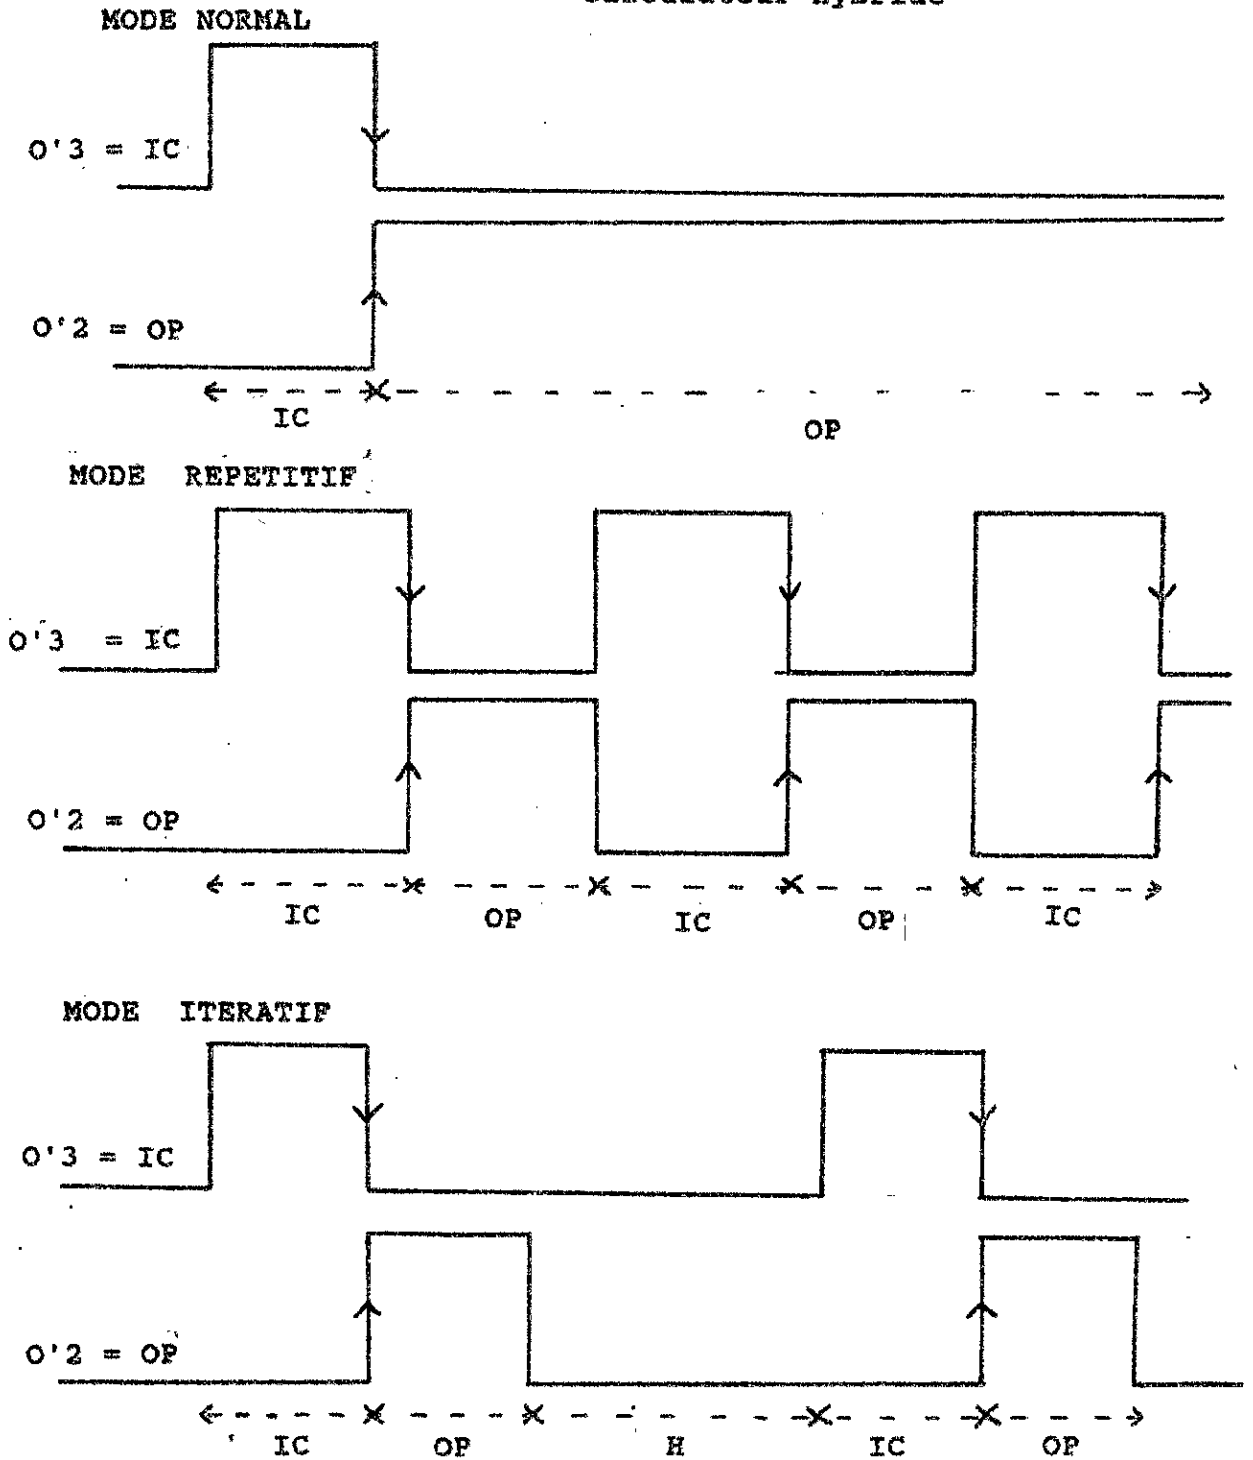 MODE NORMAL
O'3 = IC
O'2 = OP
IC
OP
MODE REPETITIF
O'3 = IC
O'2 = OP
IC OP IC OP IC
MODE ITERATIF
O'3 = IC
O'2 = OP
IC OP H IC OP